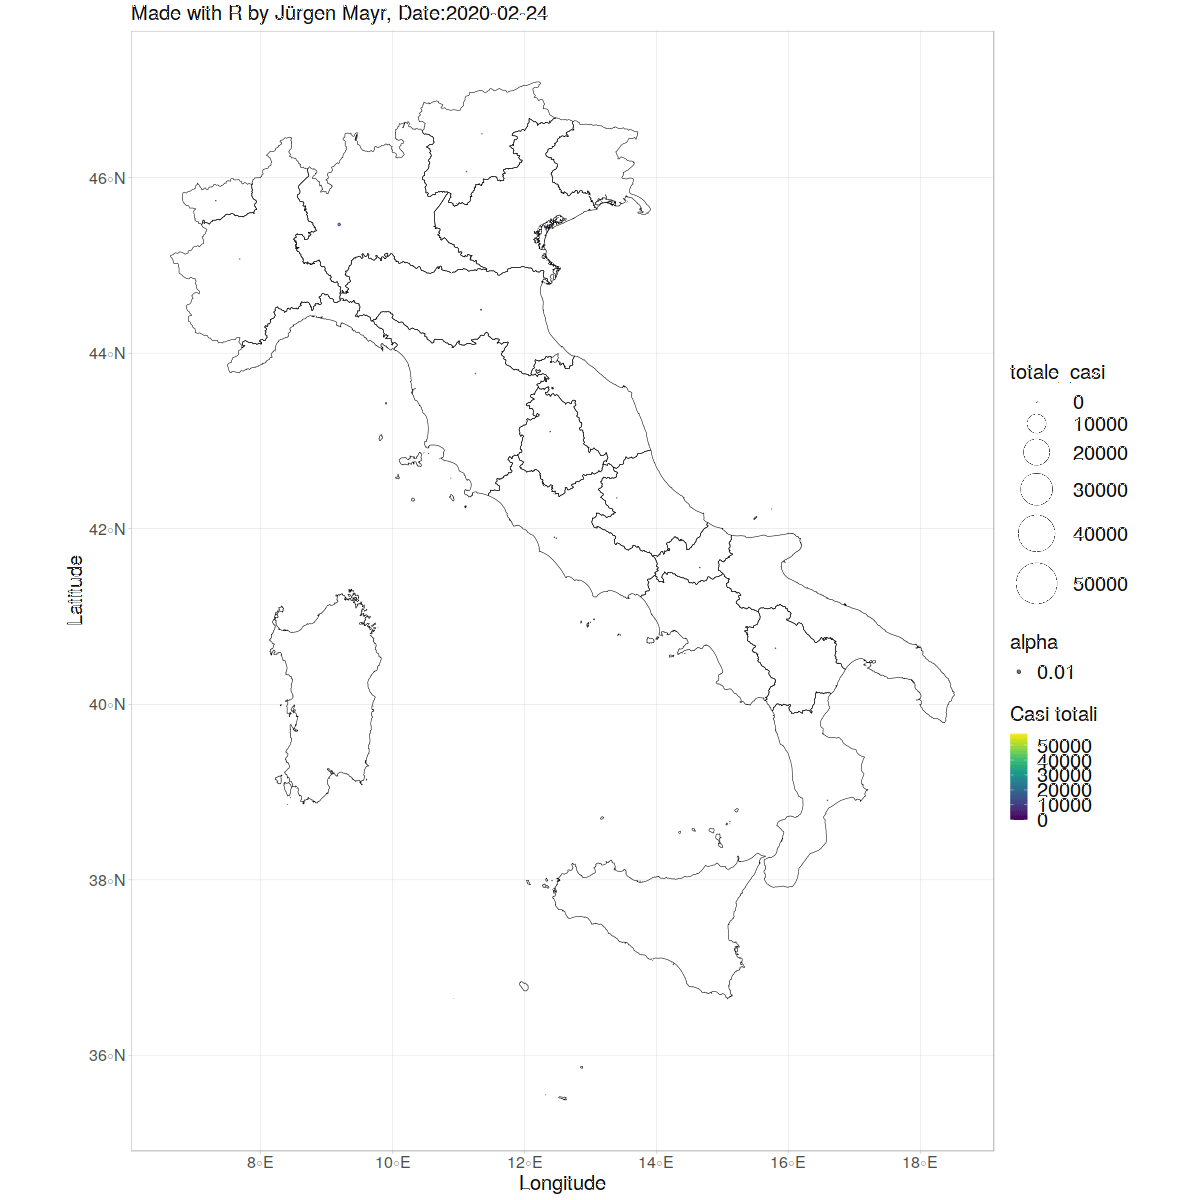 Made with R by Jürgen Mayr, Date:2020-02-24
46°N
44°N
42°N
40°N
38°N
36°N
Latitude
8°E
10°E
12°E
14°E
16°E
18°E
Longitude
totale_casi
0
10000
20000
30000
40000
50000
alpha
0.01
Casi totali
50000
40000
30000
20000
10000
0